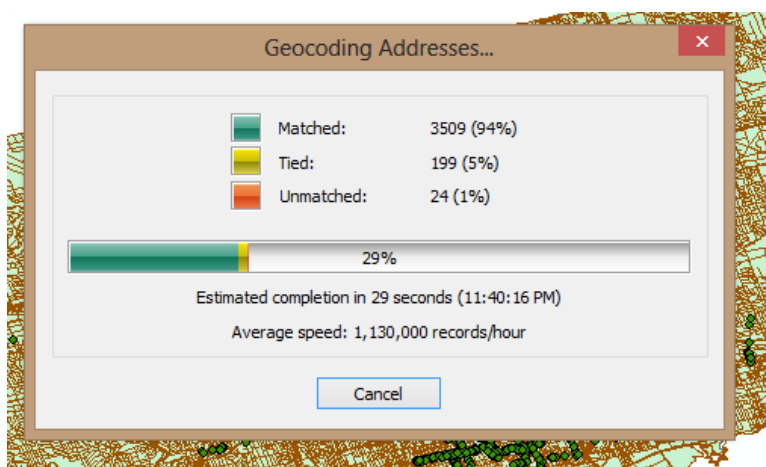 Geocoding Addresses...
Matched: 3509 (94%)
Tied: 199 (5%)
Unmatched: 24 (1%)
29%
Estimated completion in 29 seconds (11:40:16 PM)
Average speed: 1,130,000 records/hour
Cancel